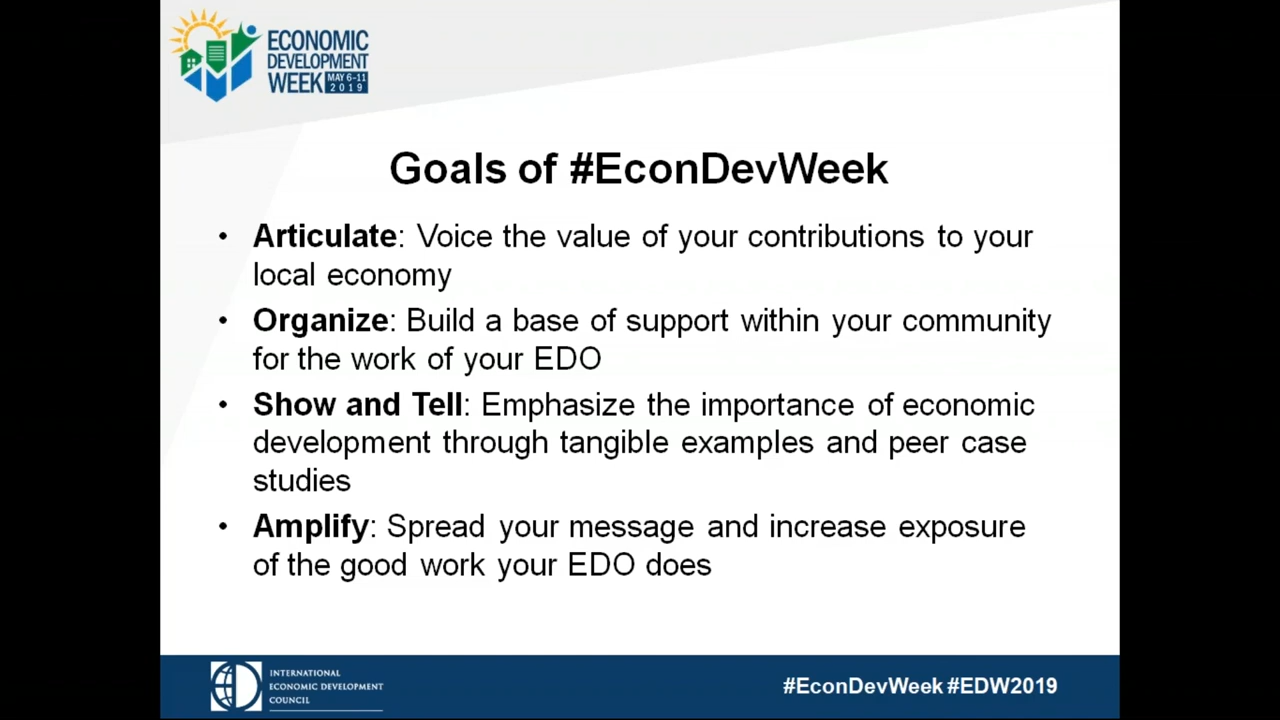 ECONOMIC
DEVELOPMENT
WEEK MAY 6-11
2019
Goals of #EconDevWeek
• Articulate: Voice the value of your contributions to your
local economy
• Organize: Build a base of support within your community
for the work of your EDO
• Show and Tell: Emphasize the importance of economic
development through tangible examples and peer case
studies
• Amplify: Spread your message and increase exposure
of the good work your EDO does
INTERNATIONAL
ECONOMIC DEVELOPMENT
COUNCIL
#EconDevWeek #EDW2019